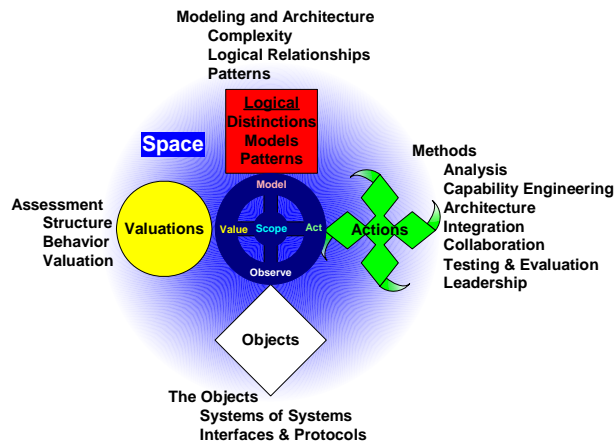 Modeling and Architecture
Complexity
Logical Relationships
Patterns
Logical
Distinctions
Models
Patterns
Space
Methods
Analysis
Capability Engineering
Architecture
Integration
Collaboration
Testing & Evaluation
Leadership
Assessment
Structure
Behavior
Valuation
Valuations
Model
Value
Scope
Act
Observe
Actions
Objects
The Objects
Systems of Systems
Interfaces & Protocols